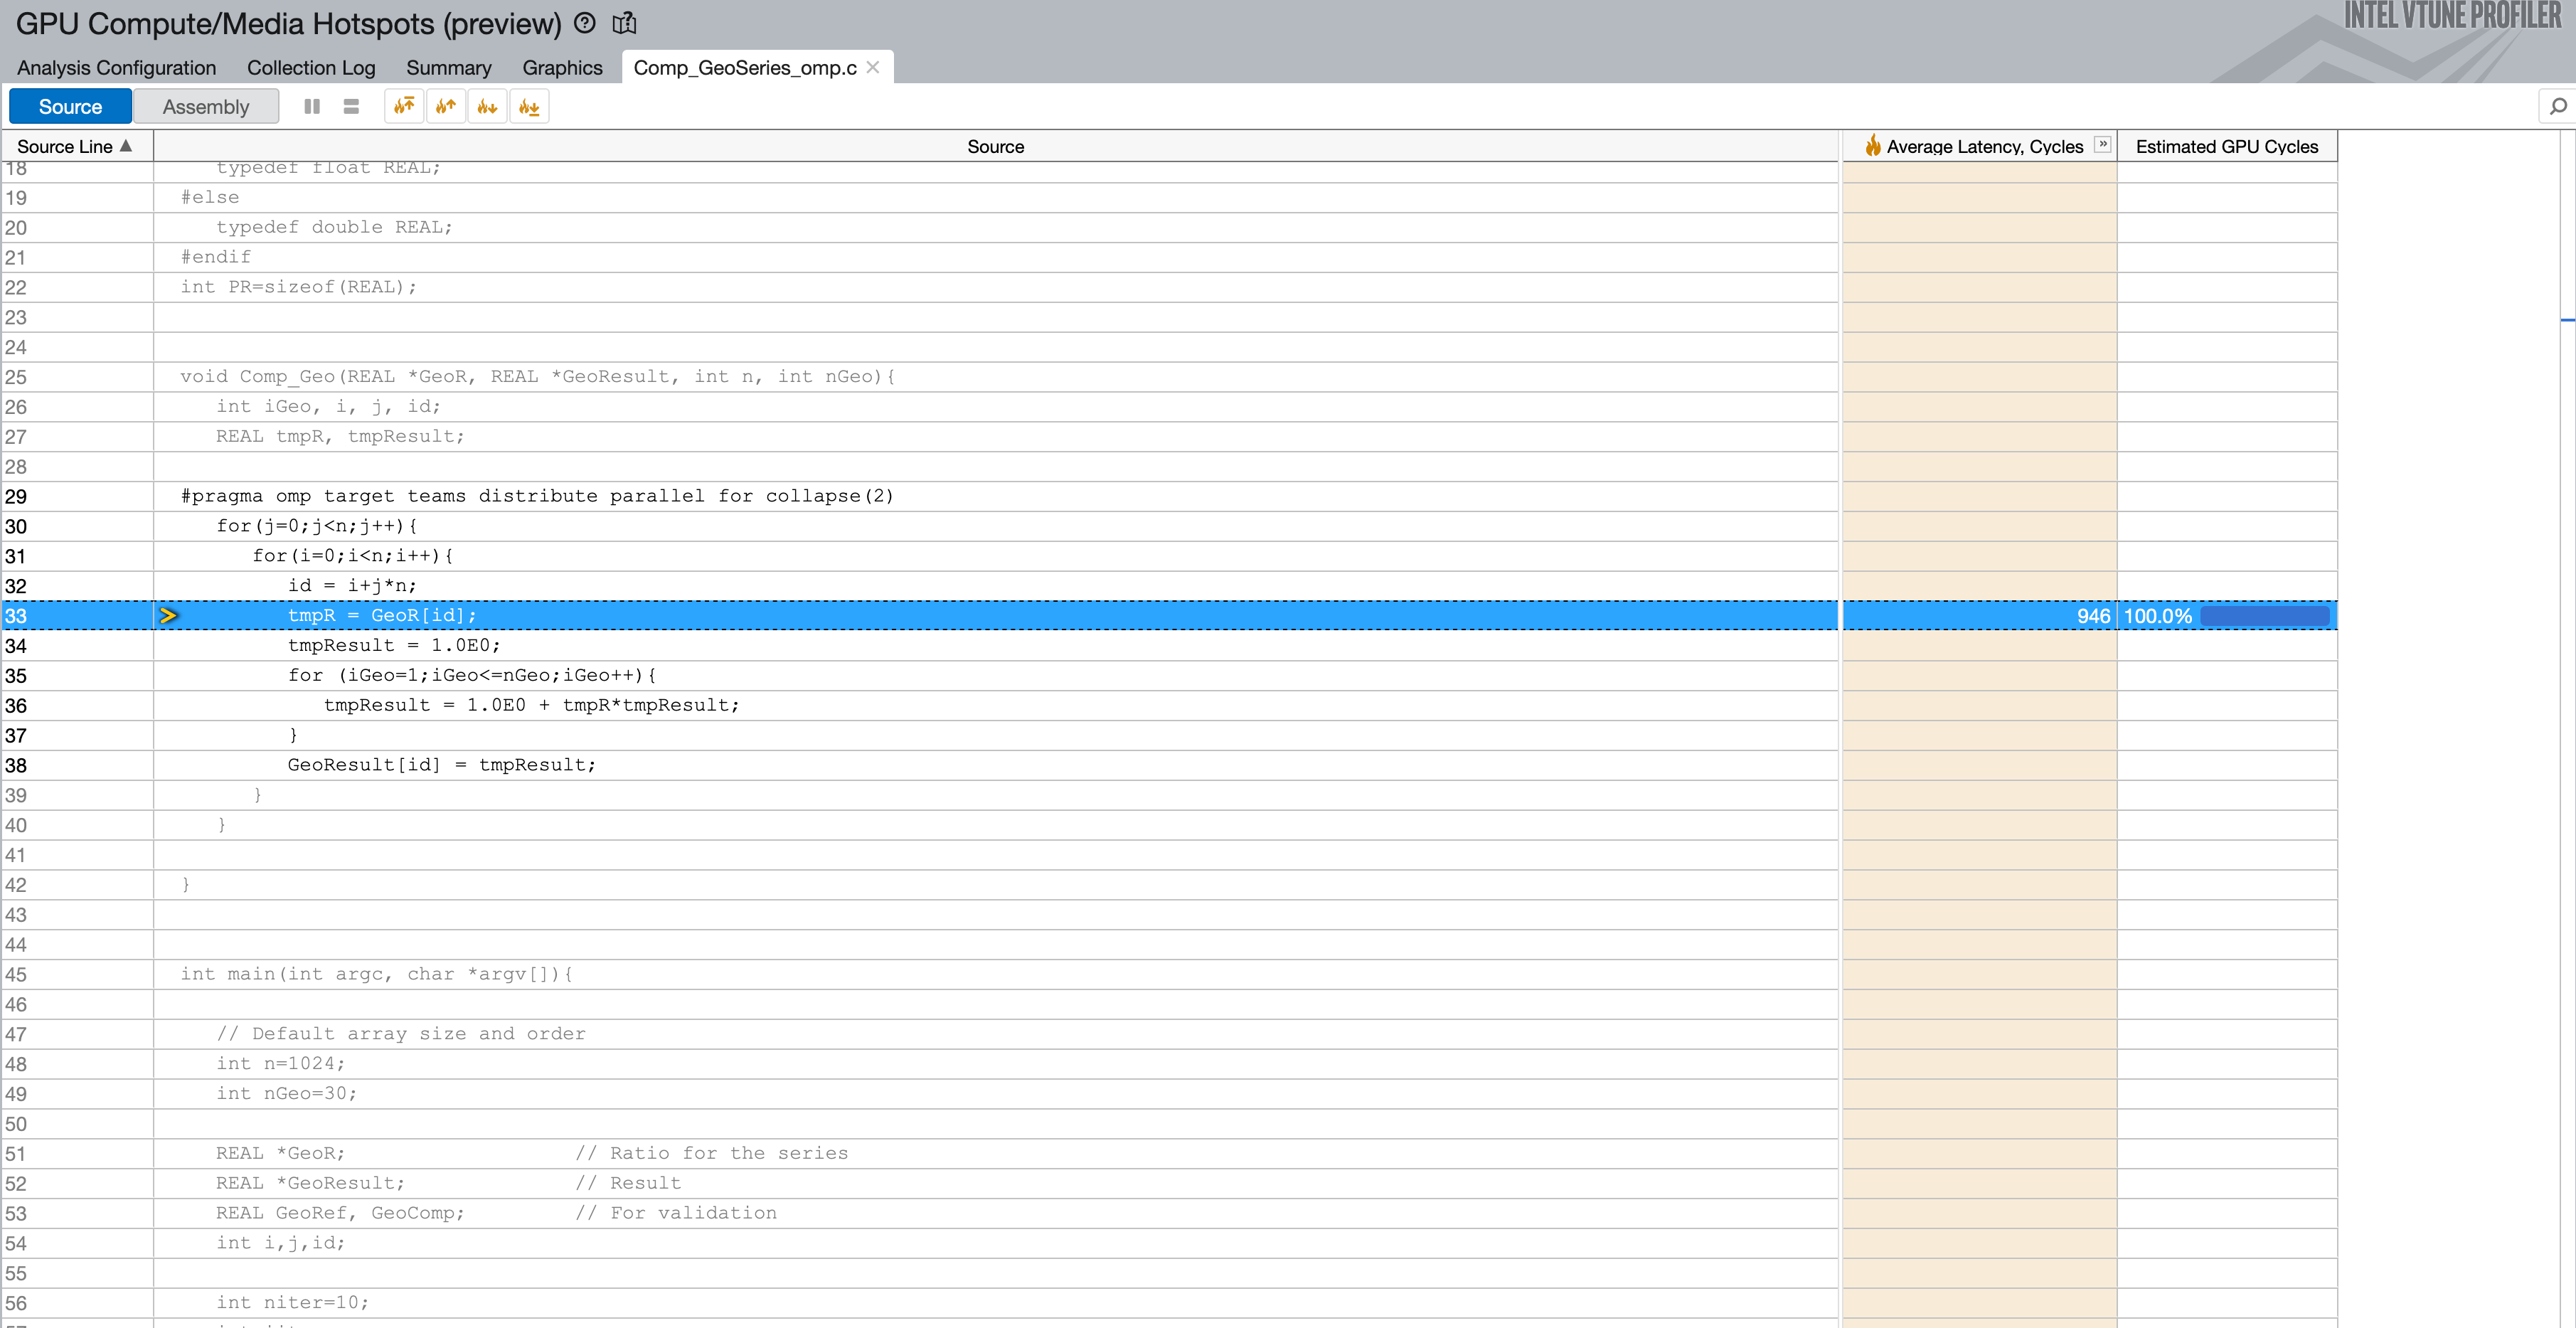 GPU Compute/Media Hotspots (preview)
INTEL VTUNE PROFILER
Analysis Configuration Collection Log Summary Graphics Comp_GeoSeries_omp.c
Source Assembly
Source Line Source Average Latency, Cycles Estimated GPU Cycles
18 typedef float REAL;
19 #else
20 typedef double REAL;
21 #endif
22 int PR=sizeof(REAL);
23
24
25 void Comp_Geo(REAL *GeoR, REAL *GeoResult, int n, int nGeo){
26 int iGeo, i, j, id;
27 REAL tmpR, tmpResult;
28
29 #pragma omp target teams distribute parallel for collapse(2)
30 for(j=0;j<n;j++){
31 for(i=0;i<n;i++){
32 id = i+j*n;
33 tmpR = GeoR[id]; 946 100.0%
34 tmpResult = 1.0E0;
35 for (iGeo=1;iGeo<=nGeo;iGeo++){
36 tmpResult = 1.0E0 + tmpR*tmpResult;
37 }
38 GeoResult[id] = tmpResult;
39 }
40 }
41
42 }
43
44
45 int main(int argc, char *argv[]){
46
47 // Default array size and order
48 int n=1024;
49 int nGeo=30;
50
51 REAL *GeoR; // Ratio for the series
52 REAL *GeoResult; // Result
53 REAL GeoRef, GeoComp; // For validation
54 int i,j,id;
55
56 int niter=10;